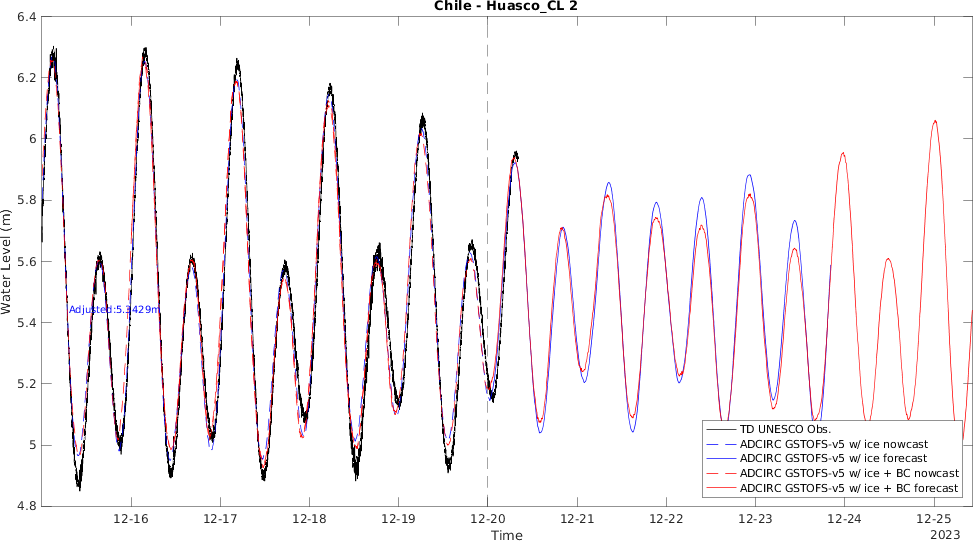 Chile - Huasco_CL 2
6.4
6.2
6
5.8
5.6
5.4
5.2
5
4.8
Water Level (m)
Adjusted:5.3429m
12-16
12-17
12-18
12-19
12-20
12-21
12-22
12-23
12-24
12-25
Time
2023
TD UNESCO Obs.
ADCIRC GSTOFS-v5 w/ ice nowcast
ADCIRC GSTOFS-v5 w/ ice forecast
ADCIRC GSTOFS-v5 w/ ice + BC nowcast
ADCIRC GSTOFS-v5 w/ ice + BC forecast